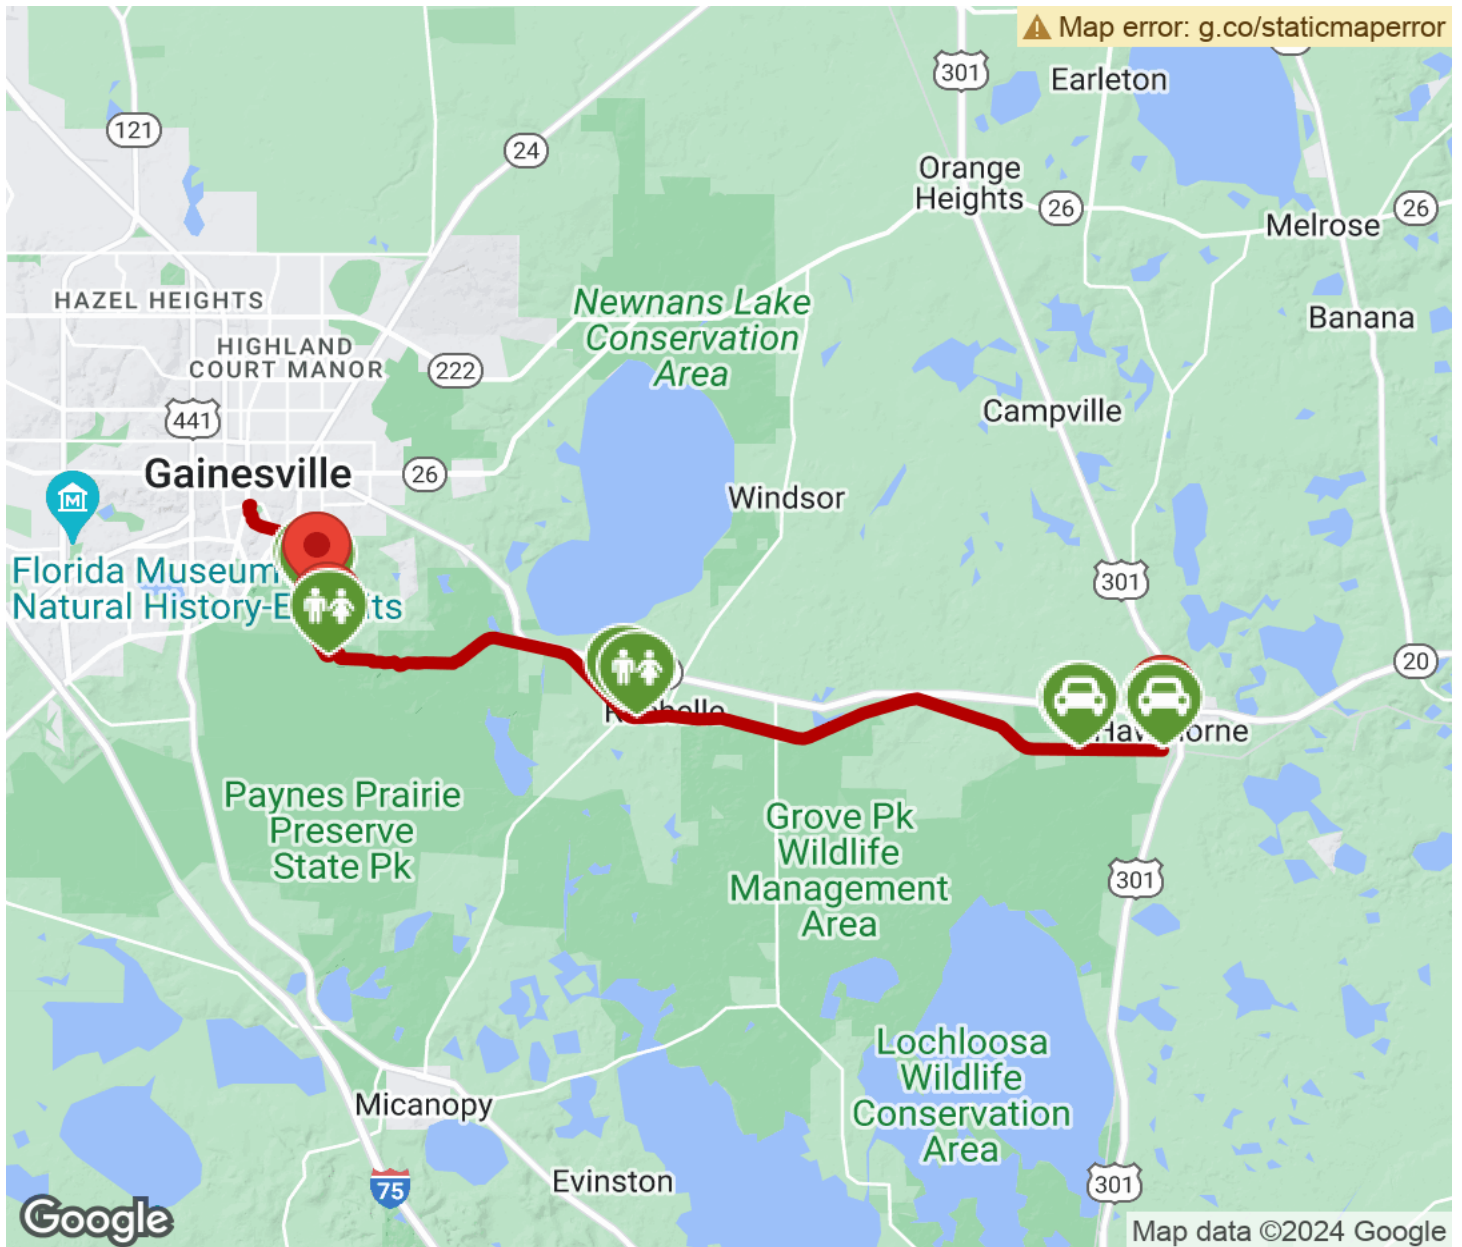 Map error: g.co/staticmaperror
301
Earleton
121
24
Orange
Heights
26
26
Melrose
HAZEL HEIGHTS
Newnans Lake
Conservation
Area
Banana
HIGHLAND
COURT MANOR
222
441
Campville
Gainesville
26
M
Windsor
Florida Museum
Natural History-E
its
301
20
Hawthorne
Paynes Prairie
Preserve
State Pk
Grove Pk
Wildlife
Management
Area
301
Lochloosa
Wildlife
Conservation
Area
Micanopy
75
Evinston
301
Google
Map data ©2024 Google